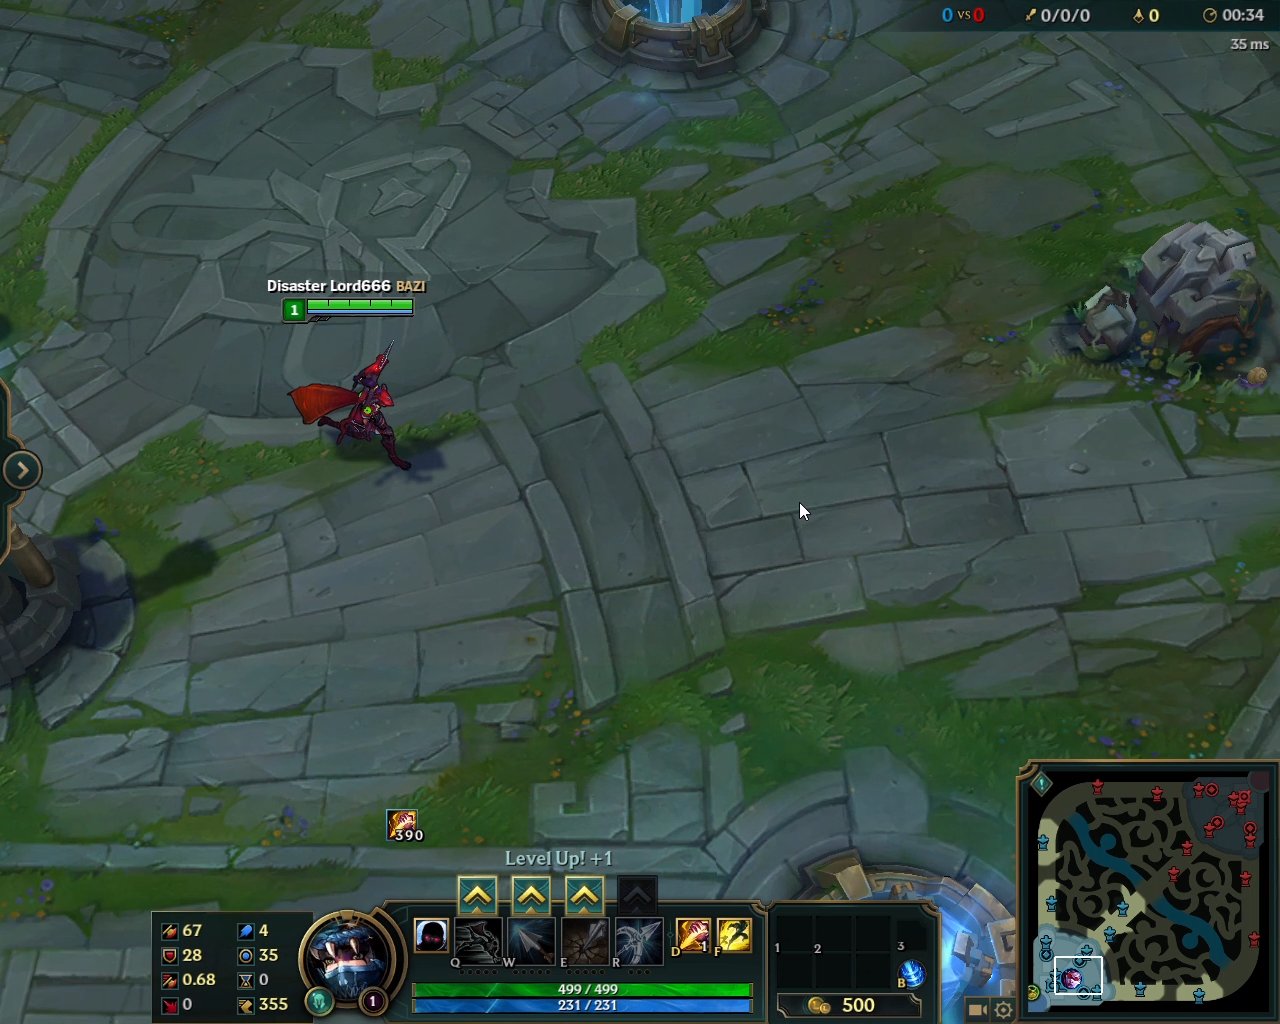 0 vs 0 0/0/0 0 00:34
35 ms
Disaster Lord666 BAZI
1
390
Level Up! +1
67 4
28 35
0.68 0
0 355
1
Q W E R D 1 F
499 / 499
231 / 231
1 2 3
B
500